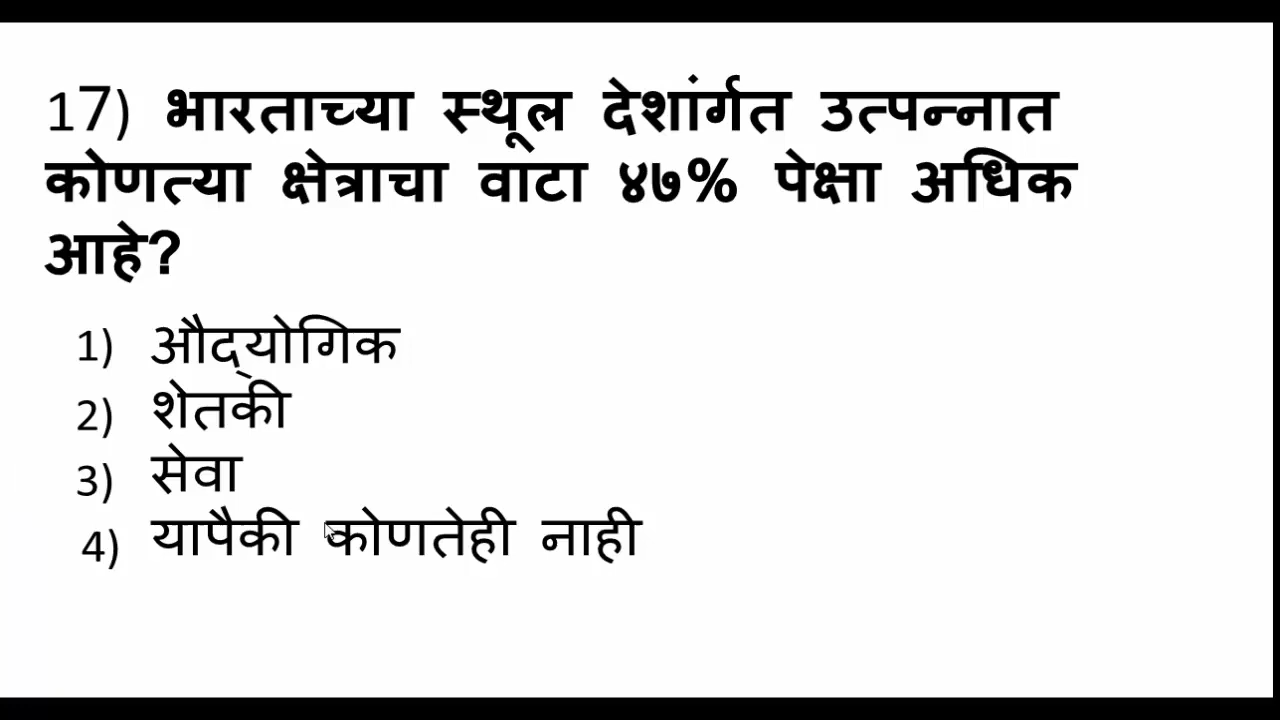 17) भारताच्या स्थूल देशांर्गत उत्पन्नात
कोणत्या क्षेत्राचा वाटा ४७% पेक्षा अधिक
आहे?
1) औद्योगिक
2) शेतकी
3) सेवा
4) यापैकी कोणतेही नाही